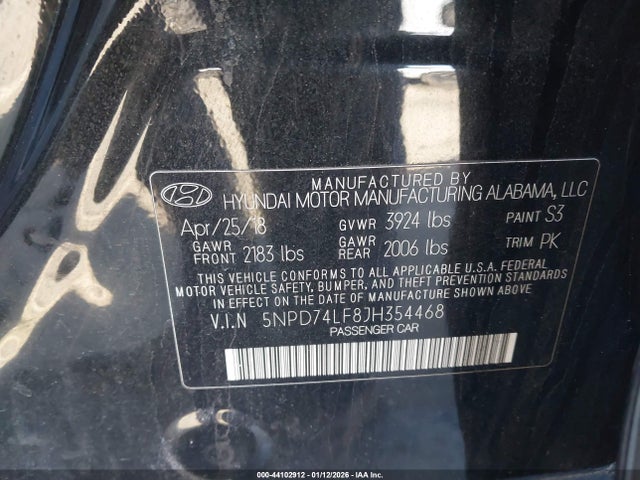 MANUFACTURED BY
HYUNDAI MOTOR MANUFACTURING ALABAMA, LLC
Apr/25/18 GVWR 3924 lbs PAINT S3
GAWR FRONT 2183 lbs GAWR REAR 2006 lbs TRIM PK
THIS VEHICLE CONFORMS TO ALL APPLICABLE U.S.A. FEDERAL
MOTOR VEHICLE SAFETY, BUMPER, AND THEFT PREVENTION STANDARDS
IN EFFECT ON THE DATE OF MANUFACTURE SHOWN ABOVE.
V.I.N 5NPD74LF8JH354468
PASSENGER CAR
000-44102912 - 01/12/2026 - IAA Inc.